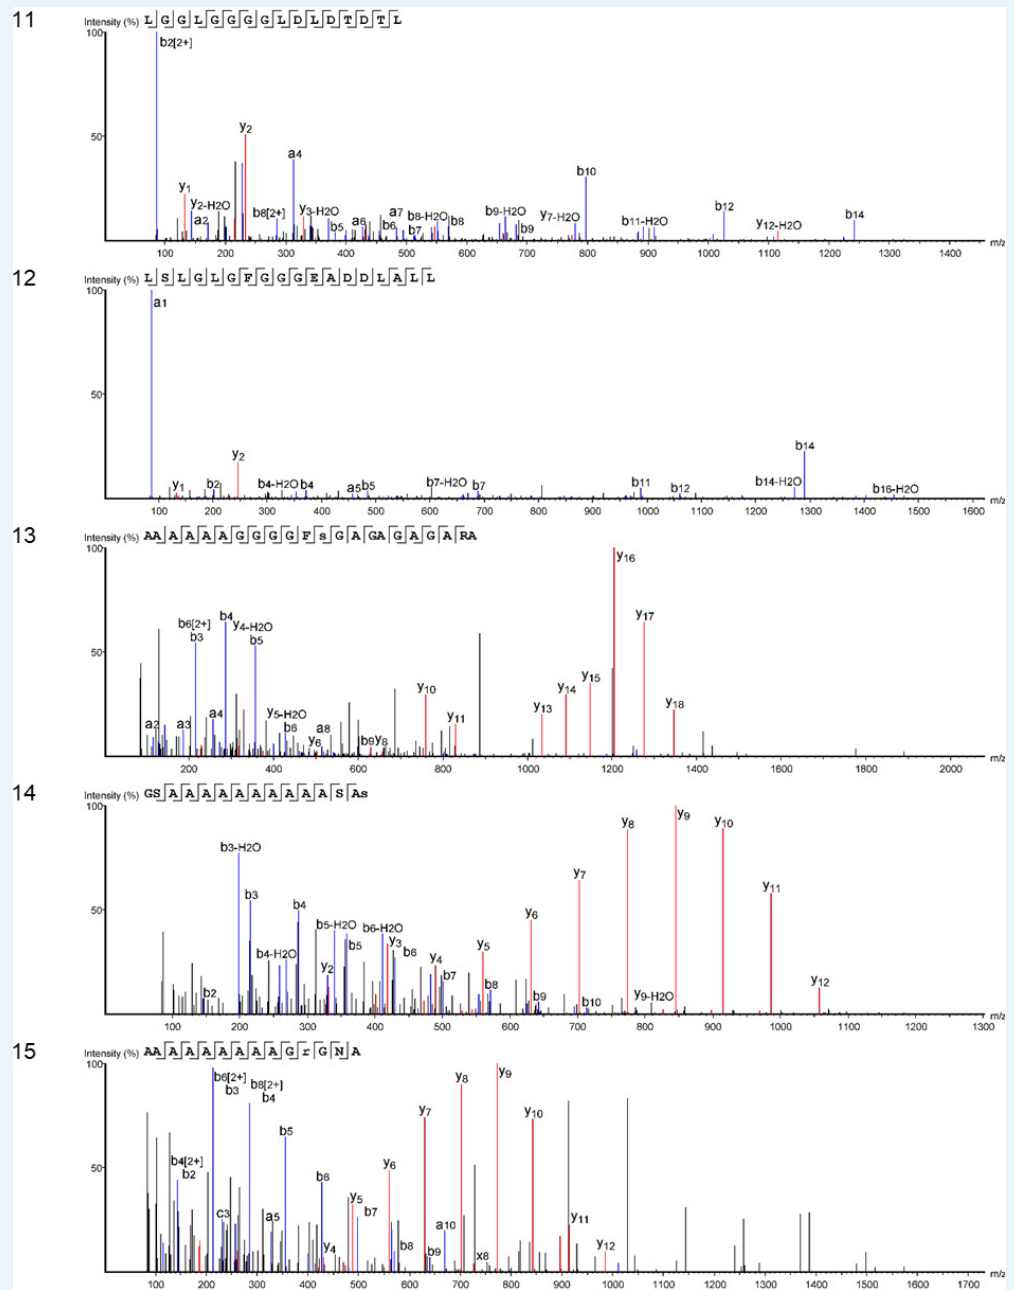 11
Intensity (%) LGGLGGGGLDLDTDTL
100
b2[2+]
y2
50
a4
b10
y1
y2-H2O
a2
b8[2+]
y3-H2O
b5
a6
b6
a7
b7
b8-H2O
b8
b9-H2O
b9
y7-H2O
b11-H2O
b12
y12-H2O
b14
100 200 300 400 500 600 700 800 900 1000 1100 1200 1300 1400 m/z
12
Intensity (%) LSLGLGFGGGEADDLALL
100
a1
50
y2
b14
y1
b2
b4-H2O
b4
a5
b5
b7-H2O
b7
b11
b12
b14-H2O
b16-H2O
100 200 300 400 500 600 700 800 900 1000 1100 1200 1300 1400 1500 1600 m/z
13
Intensity (%) AAAAAAGGGGFsGAGAGAGARA
100
y16
b6[2+]
b3
b4
y4-H2O
b5
y17
50
y10
y11
y13
y14
y15
y18
a2
a3
a4
y5-H2O
b6
y6
a8
b9
y8
200 400 600 800 1000 1200 1400 1600 1800 2000 m/z
14
Intensity (%) GSAAAAAAAAAASAs
100
y8
y9
y10
b3-H2O
y7
y11
b3
b4
50
y6
b5-H2O
b5
b6-H2O
y3
b6
b4-H2O
y2
y4
y5
b7
b8
b2
b9
b10
y9-H2O
y12
100 200 300 400 500 600 700 800 900 1000 1100 1200 1300 m/z
15
Intensity (%) AAAAAAAAAGrGNA
100
b6[2+]
b3
b8[2+]
b4
y8
y9
y7
y10
b5
50
b4[2+]
b2
b6
y6
y5
b7
c3
a5
y4
b8
b9
a10
x8
y11
y12
100 200 300 400 500 600 700 800 900 1000 1100 1200 1300 1400 1500 1600 1700 m/z